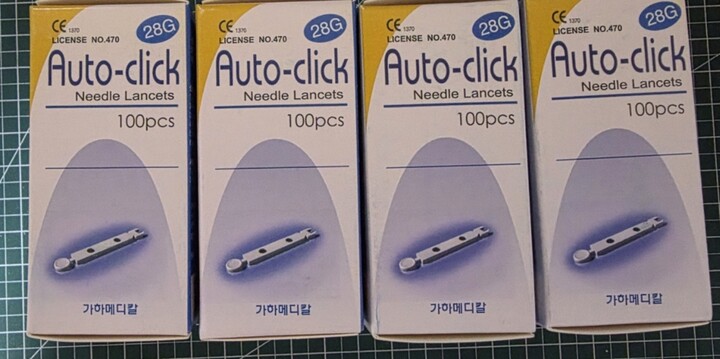 CE 1370
LICENSE NO.470
28G
Auto-click
Needle Lancets
100pcs
가하메디칼
CE 1370
LICENSE NO.470
28G
Auto-click
Needle Lancets
100pcs
가하메디칼
CE 1370
LICENSE NO.470
28G
Auto-click
Needle Lancets
100pcs
가하메디칼
CE 1370
LICENSE NO.470
28G
Auto-click
Needle Lancets
100pcs
가하메디칼